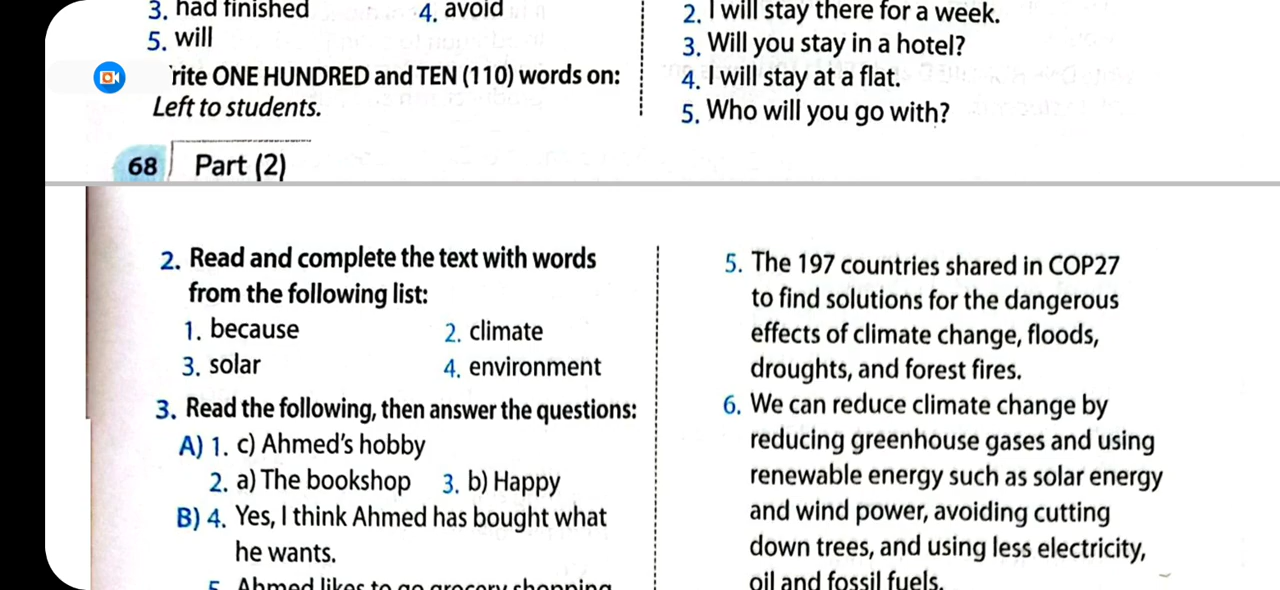 3. had finished
4. avoid
5. will
rite ONE HUNDRED and TEN (110) words on:
Left to students.
2. I will stay there for a week.
3. Will you stay in a hotel?
4. I will stay at a flat.
5. Who will you go with?
68 Part (2)
2. Read and complete the text with words
from the following list:
1. because
2. climate
3. solar
4. environment
3. Read the following, then answer the questions:
A) 1. c) Ahmed's hobby
2. a) The bookshop 3. b) Happy
B) 4. Yes, I think Ahmed has bought what
he wants.
5. Ahmed likes to go grocery shopping
5. The 197 countries shared in COP27
to find solutions for the dangerous
effects of climate change, floods,
droughts, and forest fires.
6. We can reduce climate change by
reducing greenhouse gases and using
renewable energy such as solar energy
and wind power, avoiding cutting
down trees, and using less electricity,
oil and fossil fuels.